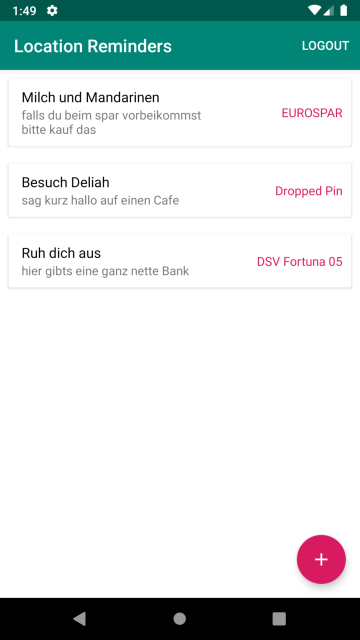 1:49
Location Reminders
LOGOUT
Milch und Mandarinen
falls du beim spar vorbeikommst
bitte kauf das
EUROSPAR
Besuch Deliah
sag kurz hallo auf einen Cafe
Dropped Pin
Ruh dich aus
hier gibts eine ganz nette Bank
DSV Fortuna 05